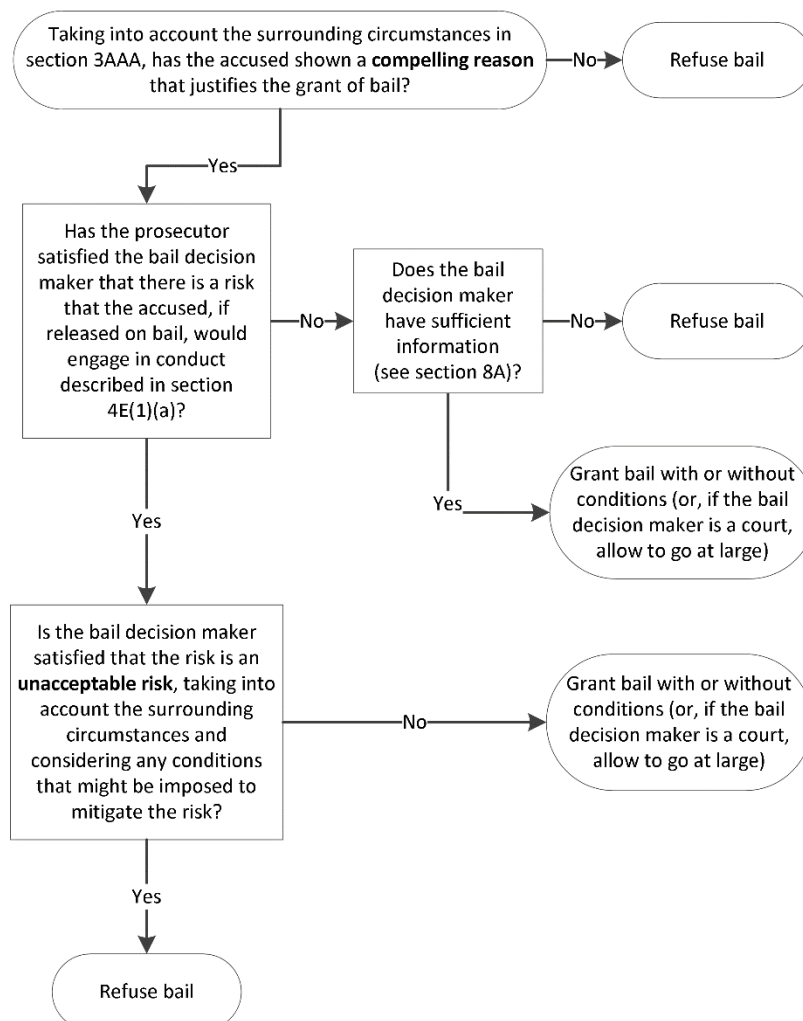 Taking into account the surrounding circumstances in
section 3AAA, has the accused shown a compelling reason
that justifies the grant of bail?
No
Refuse bail
Yes
Has the prosecutor
satisfied the bail decision
maker that there is a risk
that the accused, if
released on bail, would
engage in conduct
described in section
4E(1)(a)?
No
Does the bail
decision maker
have sufficient
information
(see section 8A)?
No
Refuse bail
Yes
Grant bail with or without
conditions (or, if the bail
decision maker is a court,
allow to go at large)
Yes
Is the bail decision maker
satisfied that the risk is an
unacceptable risk, taking into
account the surrounding
circumstances and
considering any conditions
that might be imposed to
mitigate the risk?
No
Grant bail with or without
conditions (or, if the bail
decision maker is a court,
allow to go at large)
Yes
Refuse bail